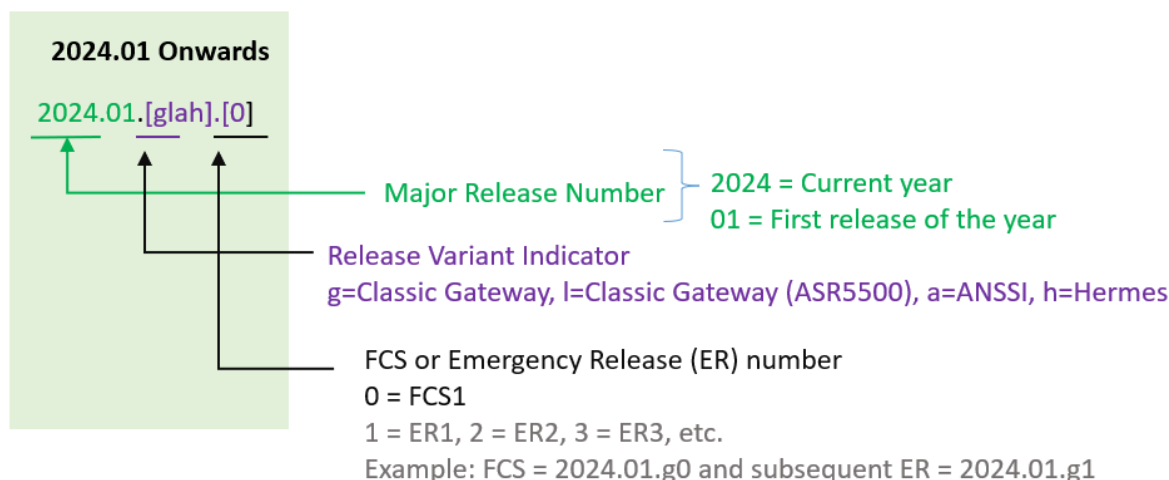 2024.01 Onwards
2024.01.[glah].[0]
Major Release Number
2024 = Current year
01 = First release of the year
Release Variant Indicator
g=Classic Gateway, l=Classic Gateway (ASR5500), a=ANSSI, h=Hermes
FCS or Emergency Release (ER) number
0 = FCS1
1 = ER1, 2 = ER2, 3 = ER3, etc.
Example: FCS = 2024.01.g0 and subsequent ER = 2024.01.g1